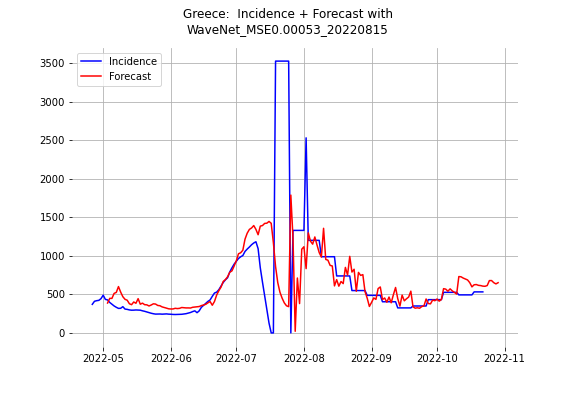 Greece:  Incidence + Forecast with
WaveNet_MSE0.00053_20220815
Incidence
Forecast
3500
3000
2500
2000
1500
1000
500
0
2022-05 2022-06 2022-07 2022-08 2022-09 2022-10 2022-11